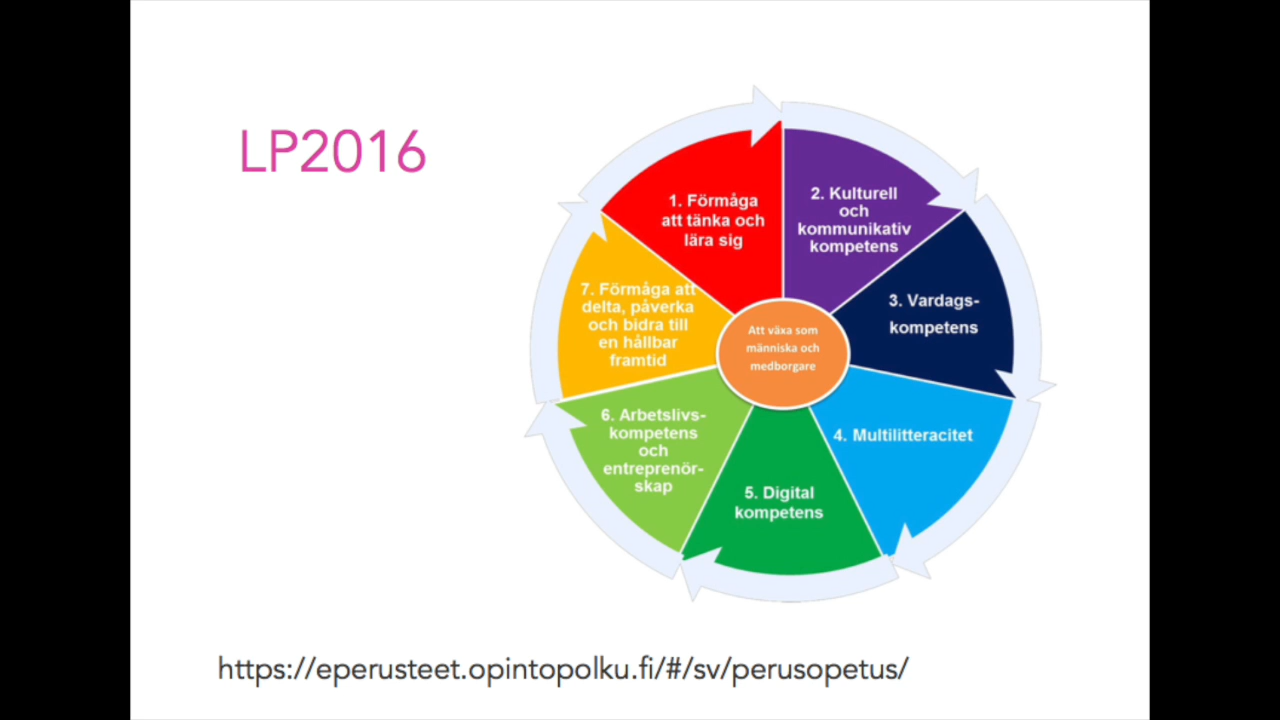 LP2016
1. Förmåga
att tänka och
lära sig
2. Kulturell
och
kommunikativ
kompetens
3. Vardags-
kompetens
4. Multilitteracitet
5. Digital
kompetens
6. Arbetslivs-
kompetens
och
entreprenör-
skap
7. Förmåga att
delta, påverka
och bidra till
en hållbar
framtid
Att växa som
människa och
medborgare
https://eperusteet.opintopolku.fi/#/sv/perusopetus/